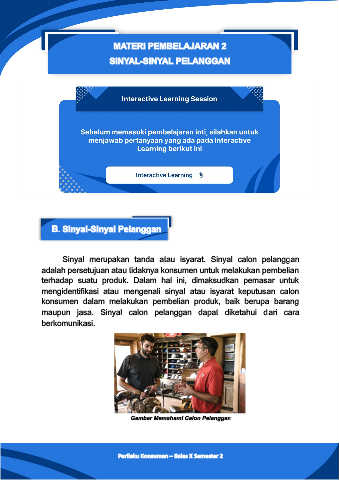 MATERI PEMBELAJARAN 2
SINYAL-SINYAL PELANGGAN
Interactive Learning Session
Sebelum memasuki pembelajaran inti, silahkan untuk
menjawab pertanyaan yang ada pada Interactive
Learning berikut ini
Interactive Learning
B. Sinyal-Sinyal Pelanggan
Sinyal merupakan tanda atau isyarat. Sinyal calon pelanggan
adalah persetujuan atau tidaknya konsumen untuk melakukan pembelian
terhadap suatu produk. Dalam hal ini, dimaksudkan pemasar untuk
mengidentifikasi atau mengenali sinyal atau isyarat keputusan calon
konsumen dalam melakukan pembelian produk, baik berupa barang
maupun jasa. Sinyal calon pelanggan dapat diketahui dari cara
berkomunikasi.
Gambar Memahami Calon Pelanggan
Perilaku Konsumen – Kelas X Semester 2